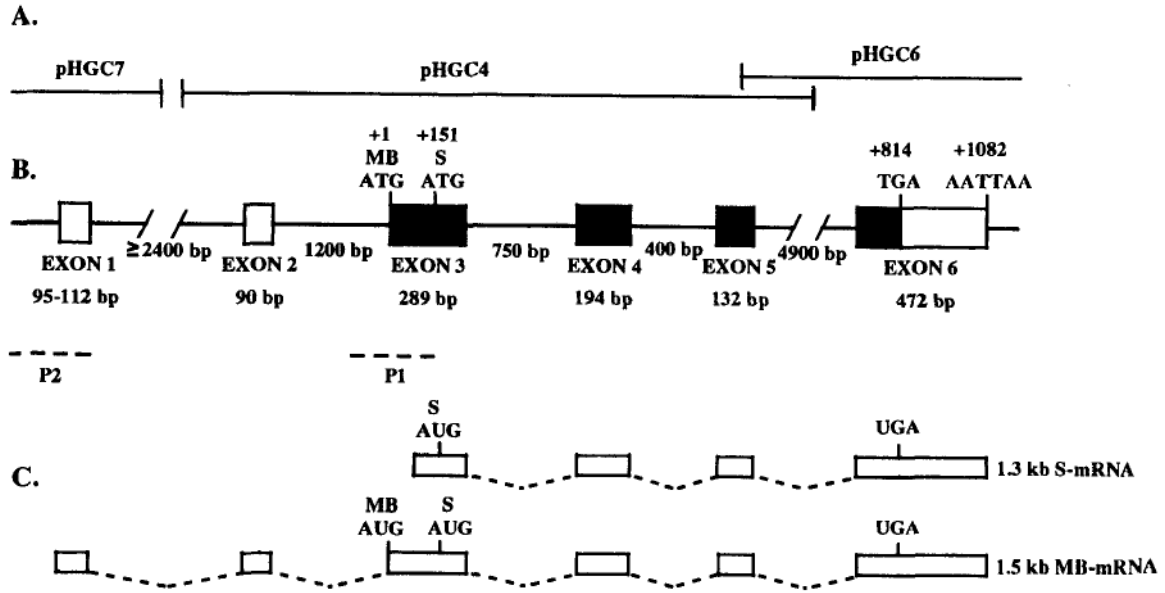 A.
pHGC7
pHGC4
pHGC6
B.
+1
MB
ATG
+151
S
ATG
+814
TGA
+1082
AATTAA
≥2400 bp
1200 bp
750 bp
400 bp
4900 bp
EXON 1
95-112 bp
EXON 2
90 bp
EXON 3
289 bp
EXON 4
194 bp
EXON 5
132 bp
EXON 6
472 bp
P2
P1
C.
S
AUG
UGA
1.3 kb S-mRNA
MB
AUG
S
AUG
UGA
1.5 kb MB-mRNA